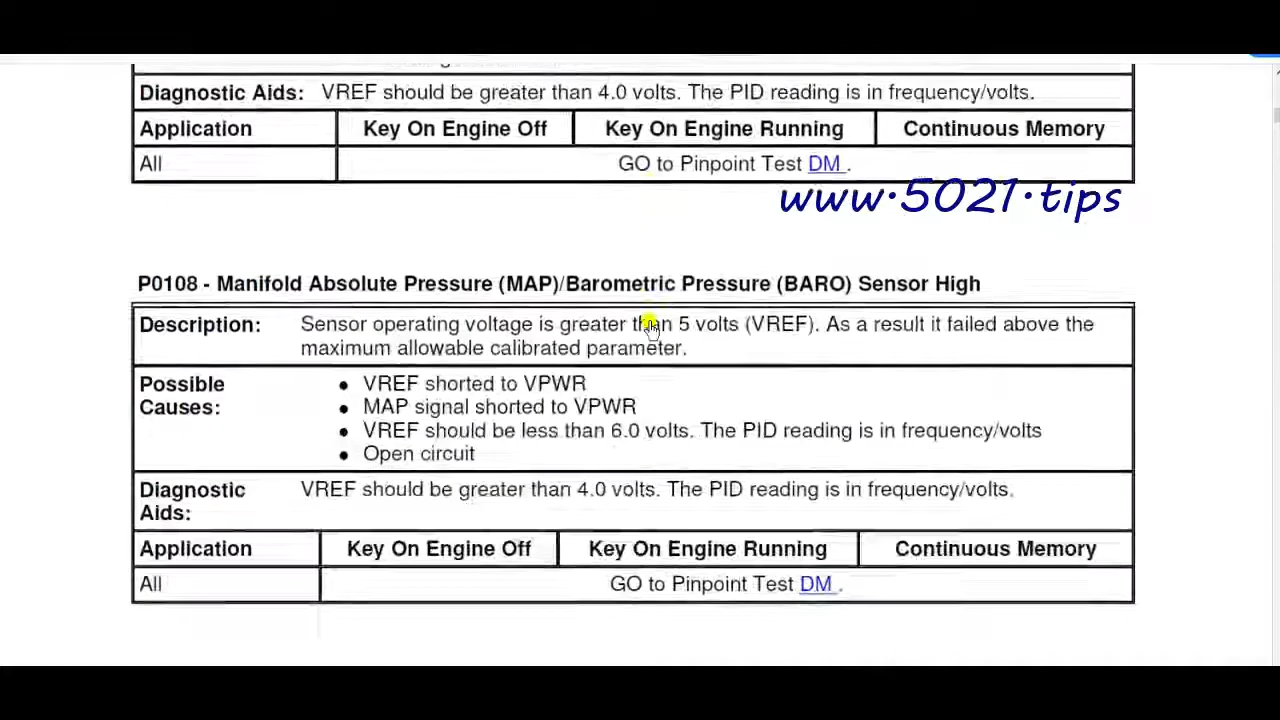 Diagnostic Aids: VREF should be greater than 4.0 volts. The PID reading is in frequency/volts.
Application Key On Engine Off Key On Engine Running Continuous Memory
All GO to Pinpoint Test DM .
www.5021.tips
P0108 - Manifold Absolute Pressure (MAP)/Barometric Pressure (BARO) Sensor High
Description: Sensor operating voltage is greater than 5 volts (VREF). As a result it failed above the
maximum allowable calibrated parameter.
Possible ● VREF shorted to VPWR
Causes: ● MAP signal shorted to VPWR
● VREF should be less than 6.0 volts. The PID reading is in frequency/volts
● Open circuit
Diagnostic VREF should be greater than 4.0 volts. The PID reading is in frequency/volts.
Aids:
Application Key On Engine Off Key On Engine Running Continuous Memory
All GO to Pinpoint Test DM .